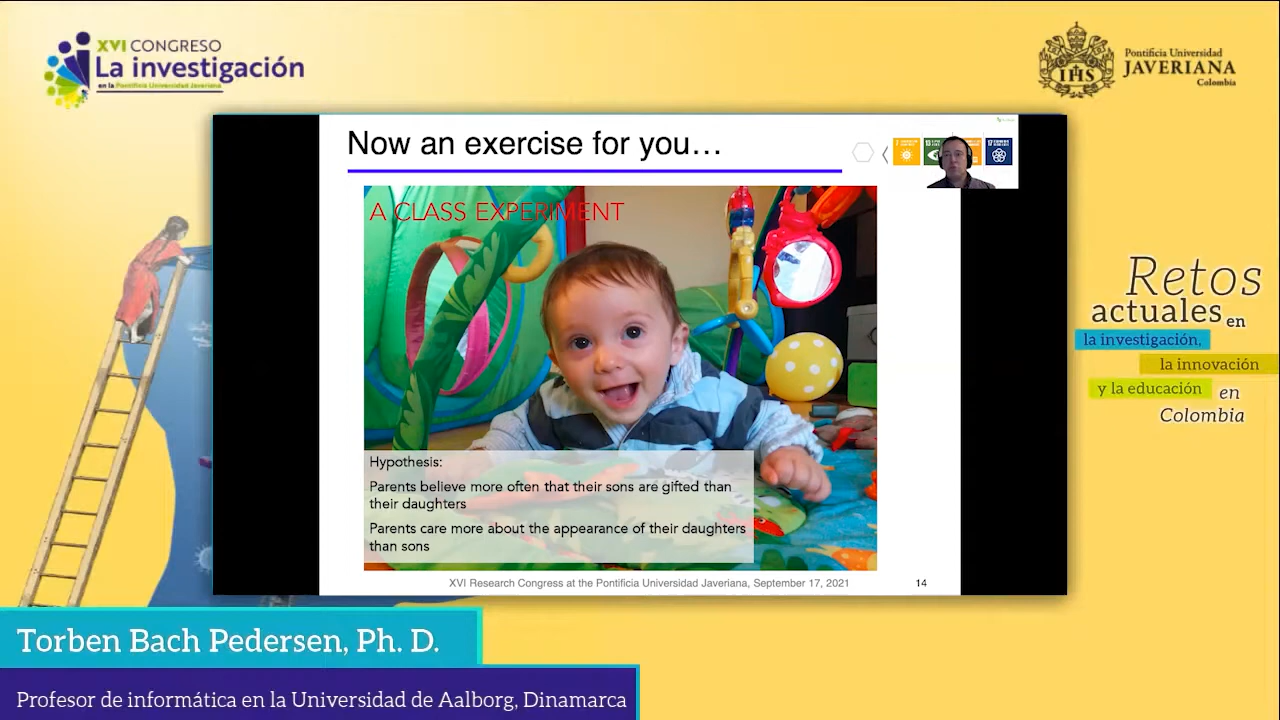 XVI CONGRESO
La investigación
en la Pontificia Universidad Javeriana
Pontificia Universidad
JAVERIANA
Colombia
IHS
Now an exercise for you…
A CLASS EXPERIMENT
Hypothesis:
Parents believe more often that their sons are gifted than
their daughters
Parents care more about the appearance of their daughters
than sons
XVI Research Congress at the Pontificia Universidad Javeriana, September 17, 2021
14
Retos
actuales en
la investigación,
la innovación
y la educación en
Colombia
Torben Bach Pedersen, Ph. D.
Profesor de informática en la Universidad de Aalborg, Dinamarca